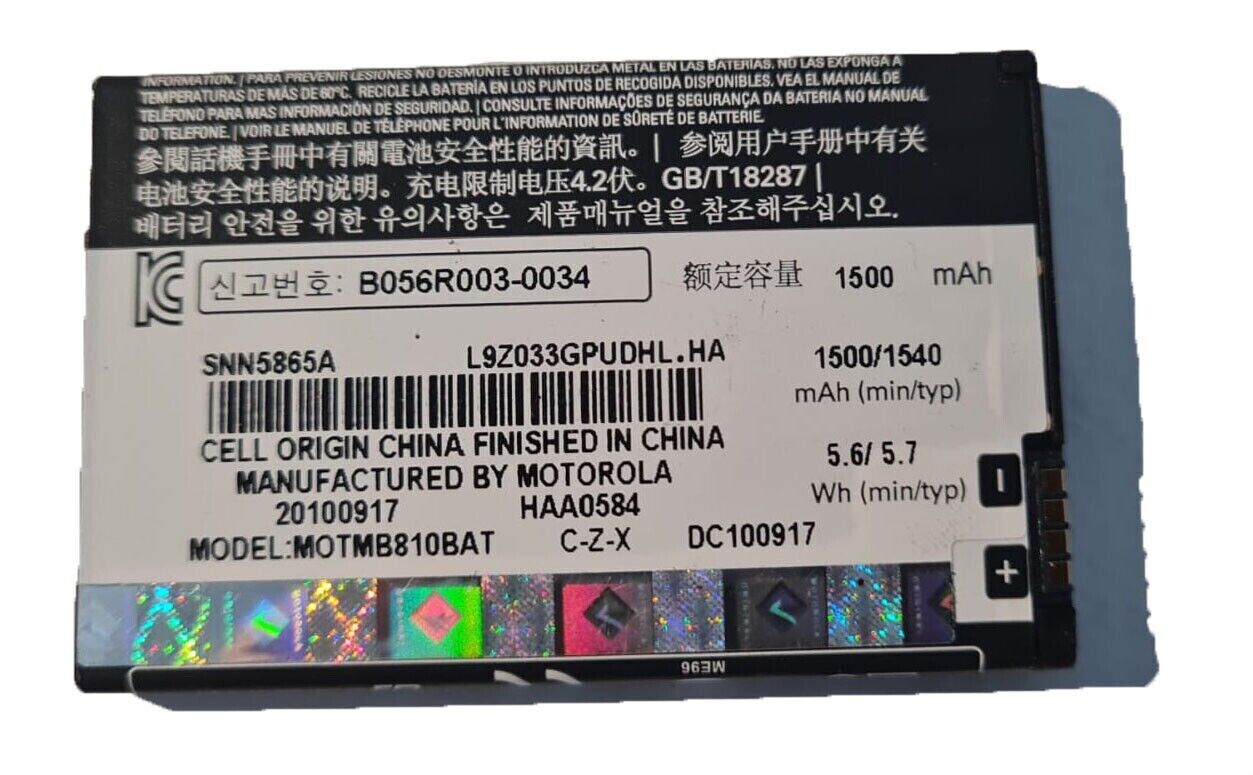 INFORMATION. | PARA PREVENIR LESIONES NO DESMONTE O INTRODUZCA METAL EN LAS BATERÍAS. NO LAS EXPONGA A
TEMPERATURAS DE MÁS DE 60°C. RECICLE LA BATERÍA EN LOS PUNTOS DE RECOGIDA DISPONIBLES. VEA EL MANUAL DE
TELÉFONO PARA MAS INFORMACIÓN DE SEGURIDAD. | CONSULTE INFORMAÇÕES DE SEGURANÇA DA BATERIA NO MANUAL
DO TELEFONE. | VOIR LE MANUEL DE TÉLÉPHONE POUR L'INFORMATION DE SÛRETÉ DE BATTERIE.
參閱話機手冊中有關電池安全性能的資訊。 | 参阅用户手册中有关
电池安全性能的说明。充电限制电压4.2伏。GB/T18287 |
배터리 안전을 위한 유의사항은 제품매뉴얼을 참조해주십시오.
신고번호: B056R003-0034
额定容量 1500 mAh
SNN5865A L9Z033GPUDHL.HA
1500/1540
mAh (min/typ)
CELL ORIGIN CHINA FINISHED IN CHINA
MANUFACTURED BY MOTOROLA
5.6/ 5.7
Wh (min/typ)
20100917 HAA0584
MODEL:MOTMB810BAT C-Z-X DC100917
-
+
ME96